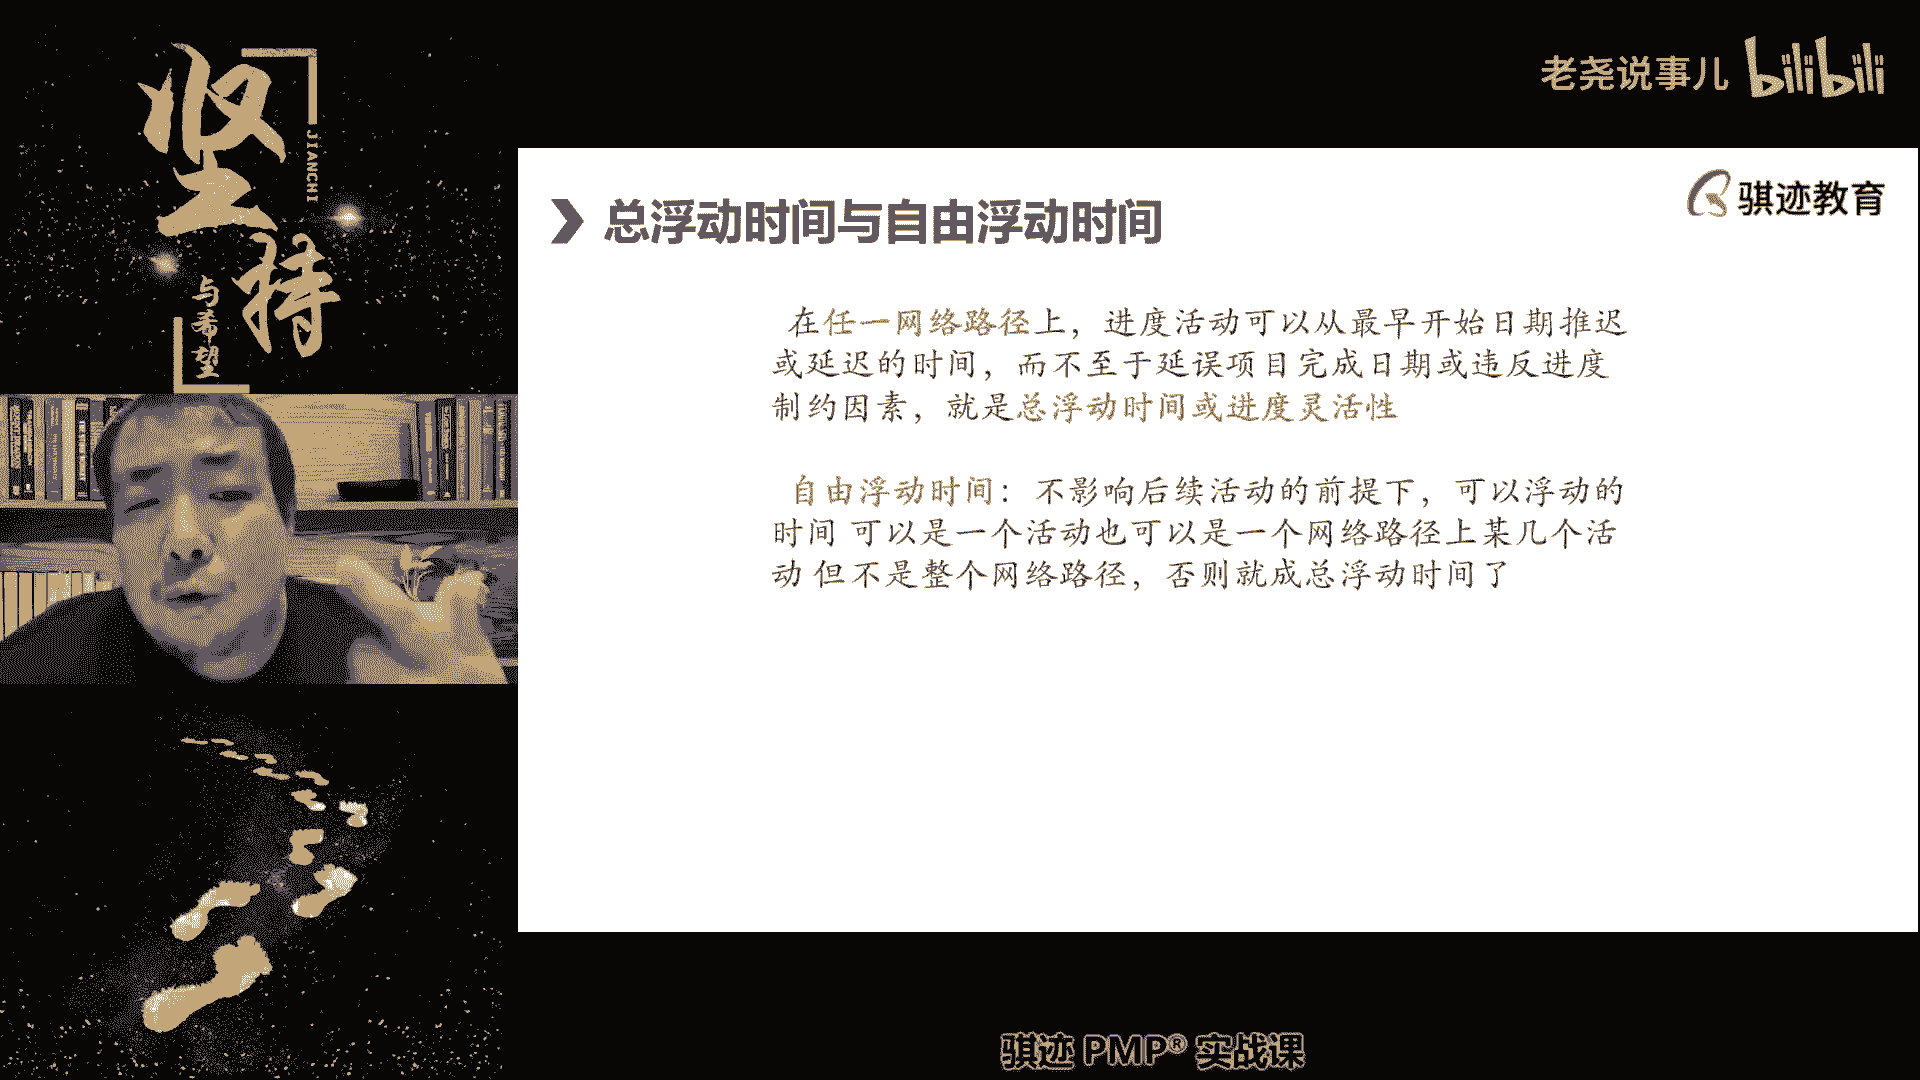 坚持
JIANCHI
与希望
老尧说事儿 bilibili
骐迹教育
总浮动时间与自由浮动时间
在任一网络路径上，进度活动可以从最早开始日期推迟
或延迟的时间，而不至于延误项目完成日期或违反进度
制约因素，就是总浮动时间或进度灵活性
自由浮动时间：不影响后续活动的前提下，可以浮动的
时间 可以是一个活动也可以是一个网络路径上某几个活
动 但不是整个网络路径，否则就成总浮动时间了
骐迹 PMP® 实战课